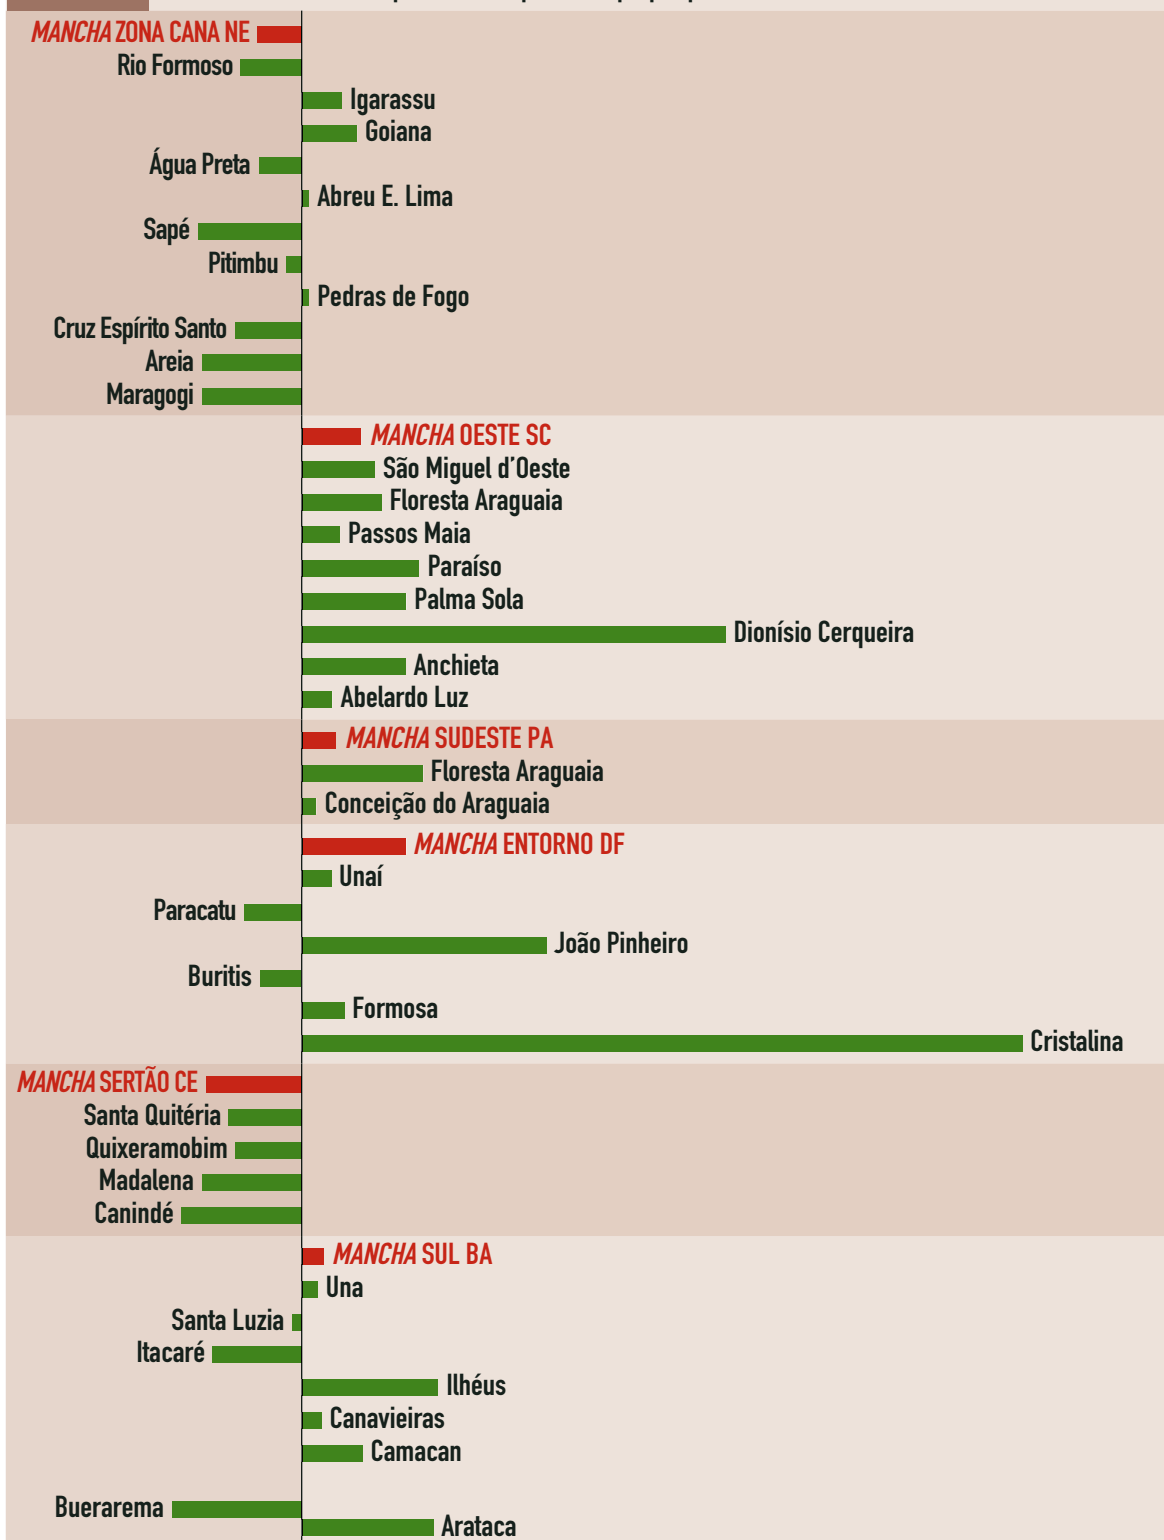 MANCHA ZONA CANA NE
Rio Formoso
Igarassu
Goiana
Água Preta
Abreu E. Lima
Sapé
Pitimbu
Pedras de Fogo
Cruz Espírito Santo
Areia
Maragogi
MANCHA OESTE SC
São Miguel d’Oeste
Floresta Araguaia
Passos Maia
Paraíso
Palma Sola
Dionísio Cerqueira
Anchieta
Abelardo Luz
MANCHA SUDESTE PA
Floresta Araguaia
Conceição do Araguaia
MANCHA ENTORNO DF
Unaí
Paracatu
João Pinheiro
Buritis
Formosa
Cristalina
MANCHA SERTÃO CE
Santa Quitéria
Quixeramobim
Madalena
Canindé
MANCHA SUL BA
Una
Santa Luzia
Itacaré
Ilhéus
Canavieiras
Camacan
Buerarema
Arataca